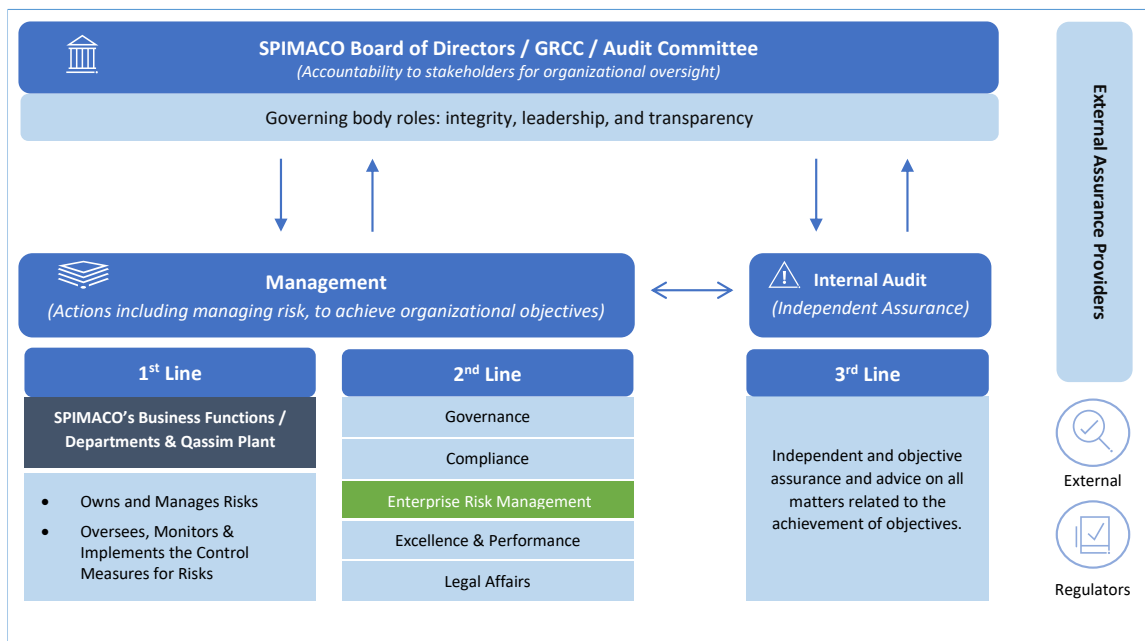 SPIMACO Board of Directors / GRCC / Audit Committee
(Accountability to stakeholders for organizational oversight)
Governing body roles: integrity, leadership, and transparency
Management
(Actions including managing risk, to achieve organizational objectives)
Internal Audit
(Independent Assurance)
1st Line
SPIMACO's Business Functions /
Departments & Qassim Plant
• Owns and Manages Risks
• Oversees, Monitors &
Implements the Control
Measures for Risks
2nd Line
Governance
Compliance
Enterprise Risk Management
Excellence & Performance
Legal Affairs
3rd Line
Independent and objective
assurance and advice on all
matters related to the
achievement of objectives.
External Assurance Providers
External
Regulators